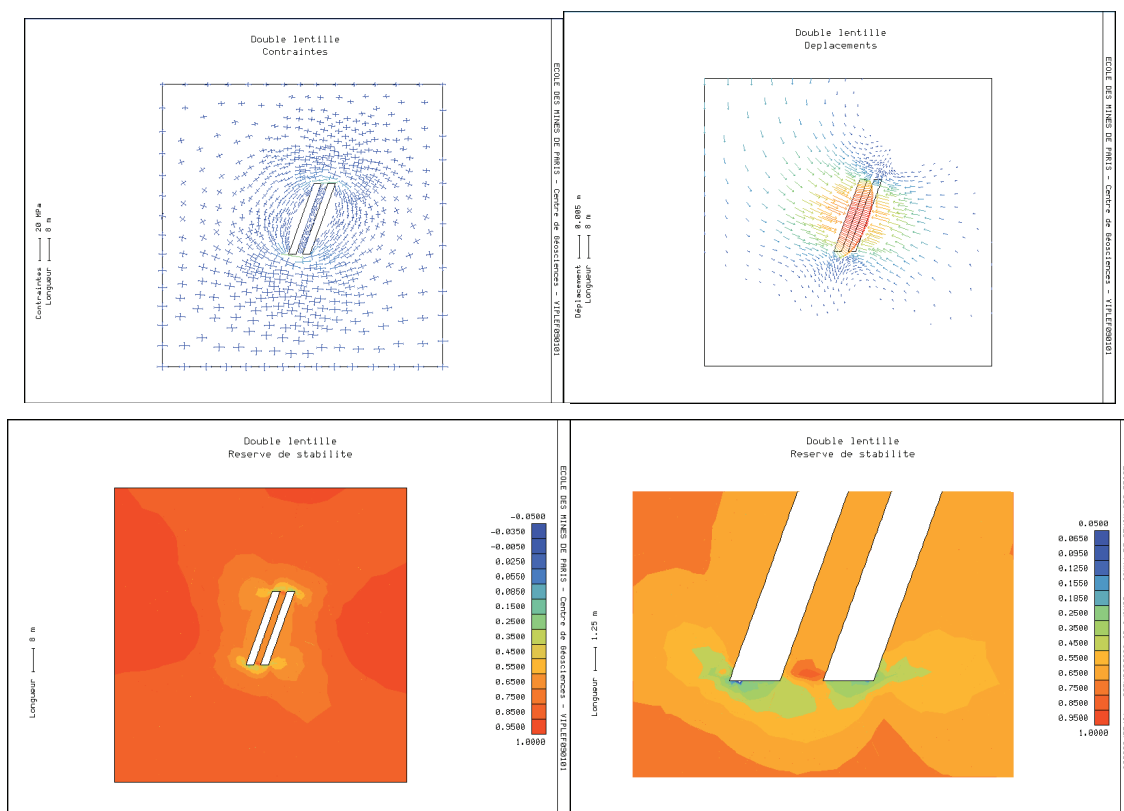 Double lentille
Contraintes
Contraintes 20 MPa
Longueur 8 m
ECOLE DES MINES DE PARIS - Centre de Géosciences - VIPLEF090101
Double lentille
Deplacements
8 m
Longueur
ECOLE DES MINES DE PARIS - Centre de Géosciences - VIPLEF090101
Double lentille
Reserve de stabilite
Longueur 8 m
-0.0500
-0.0350
-0.0050
0.0250
0.0550
0.0850
0.1500
0.2500
0.3500
0.4500
0.5500
0.6500
0.7500
0.8500
0.9500
1.0000
ECOLE DES MINES DE PARIS - Centre de Géosciences - VIPLEF090101
Double lentille
Reserve de stabilite
Longueur 1.25 m
0.0500
0.0650
0.0950
0.1250
0.1550
0.1850
0.2500
0.3500
0.4500
0.5500
0.6500
0.7500
0.8500
0.9500
1.0000